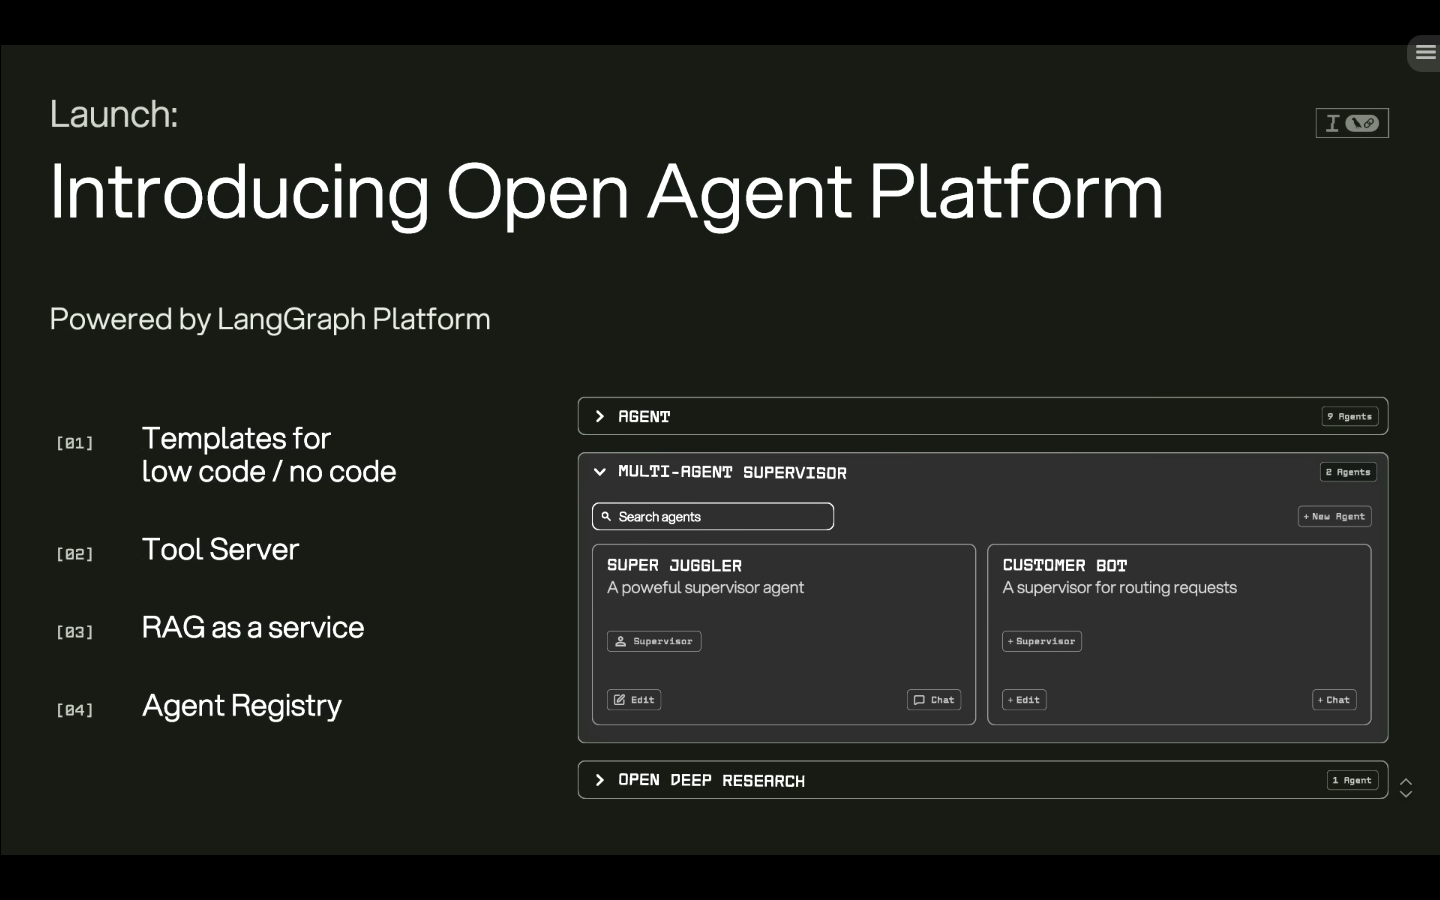 Launch:
Introducing Open Agent Platform
Powered by LangGraph Platform
[01] Templates for
low code / no code
[02] Tool Server
[03] RAG as a service
[04] Agent Registry
AGENT 9 Agents
MULTI-AGENT SUPERVISOR 2 Agents
Search agents + New Agent
SUPER JUGGLER
A poweful supervisor agent
Supervisor
Edit Chat
CUSTOMER BOT
A supervisor for routing requests
+ Supervisor
+ Edit + Chat
OPEN DEEP RESEARCH 1 Agent